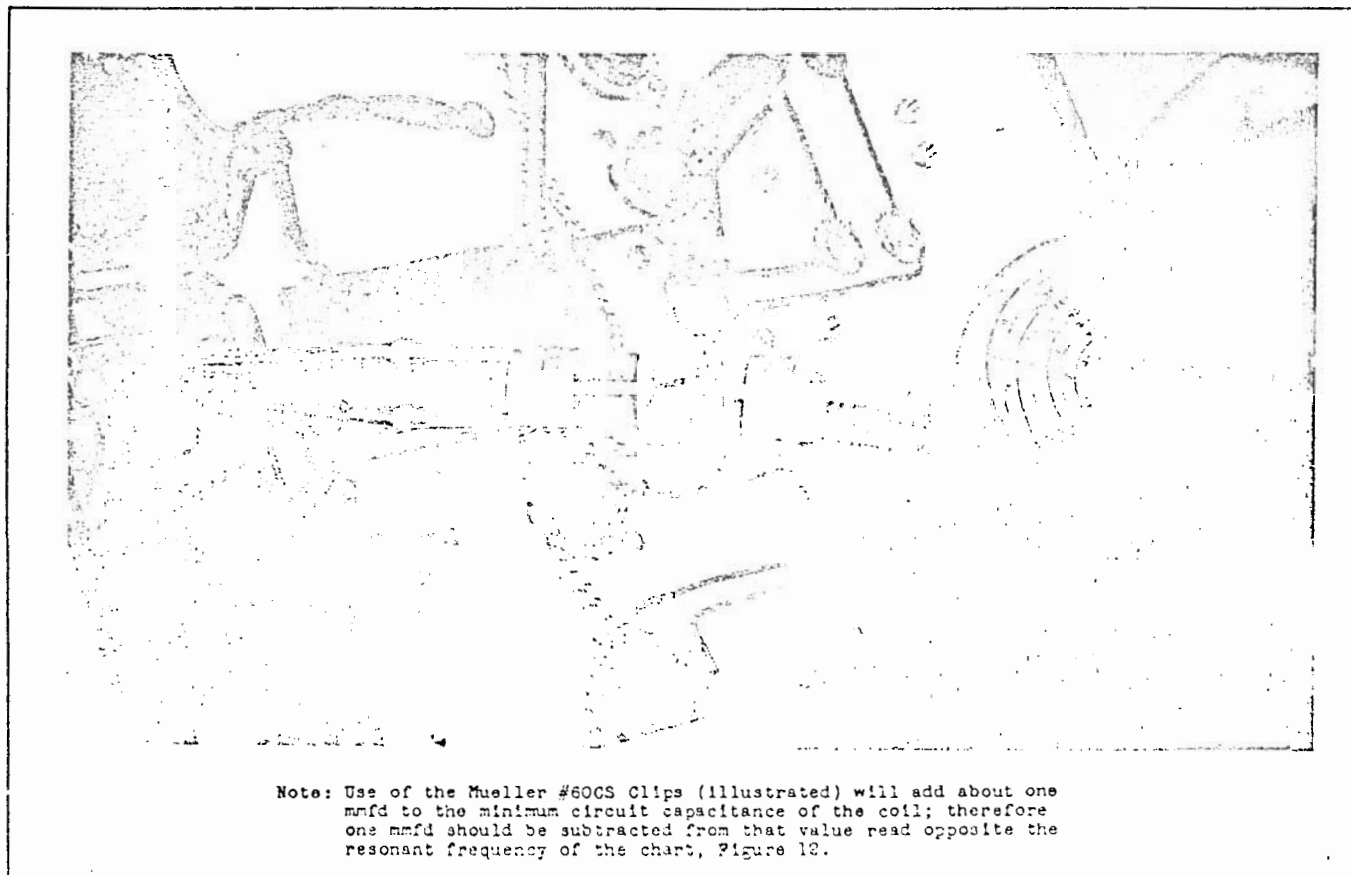 Note: Use of the Mueller #60CS Clips (illustrated) will add about one
mmfd to the minimum circuit capacitance of the coil; therefore
one mmfd should be subtracted from that value read opposite the
resonant frequency of the chart, Figure